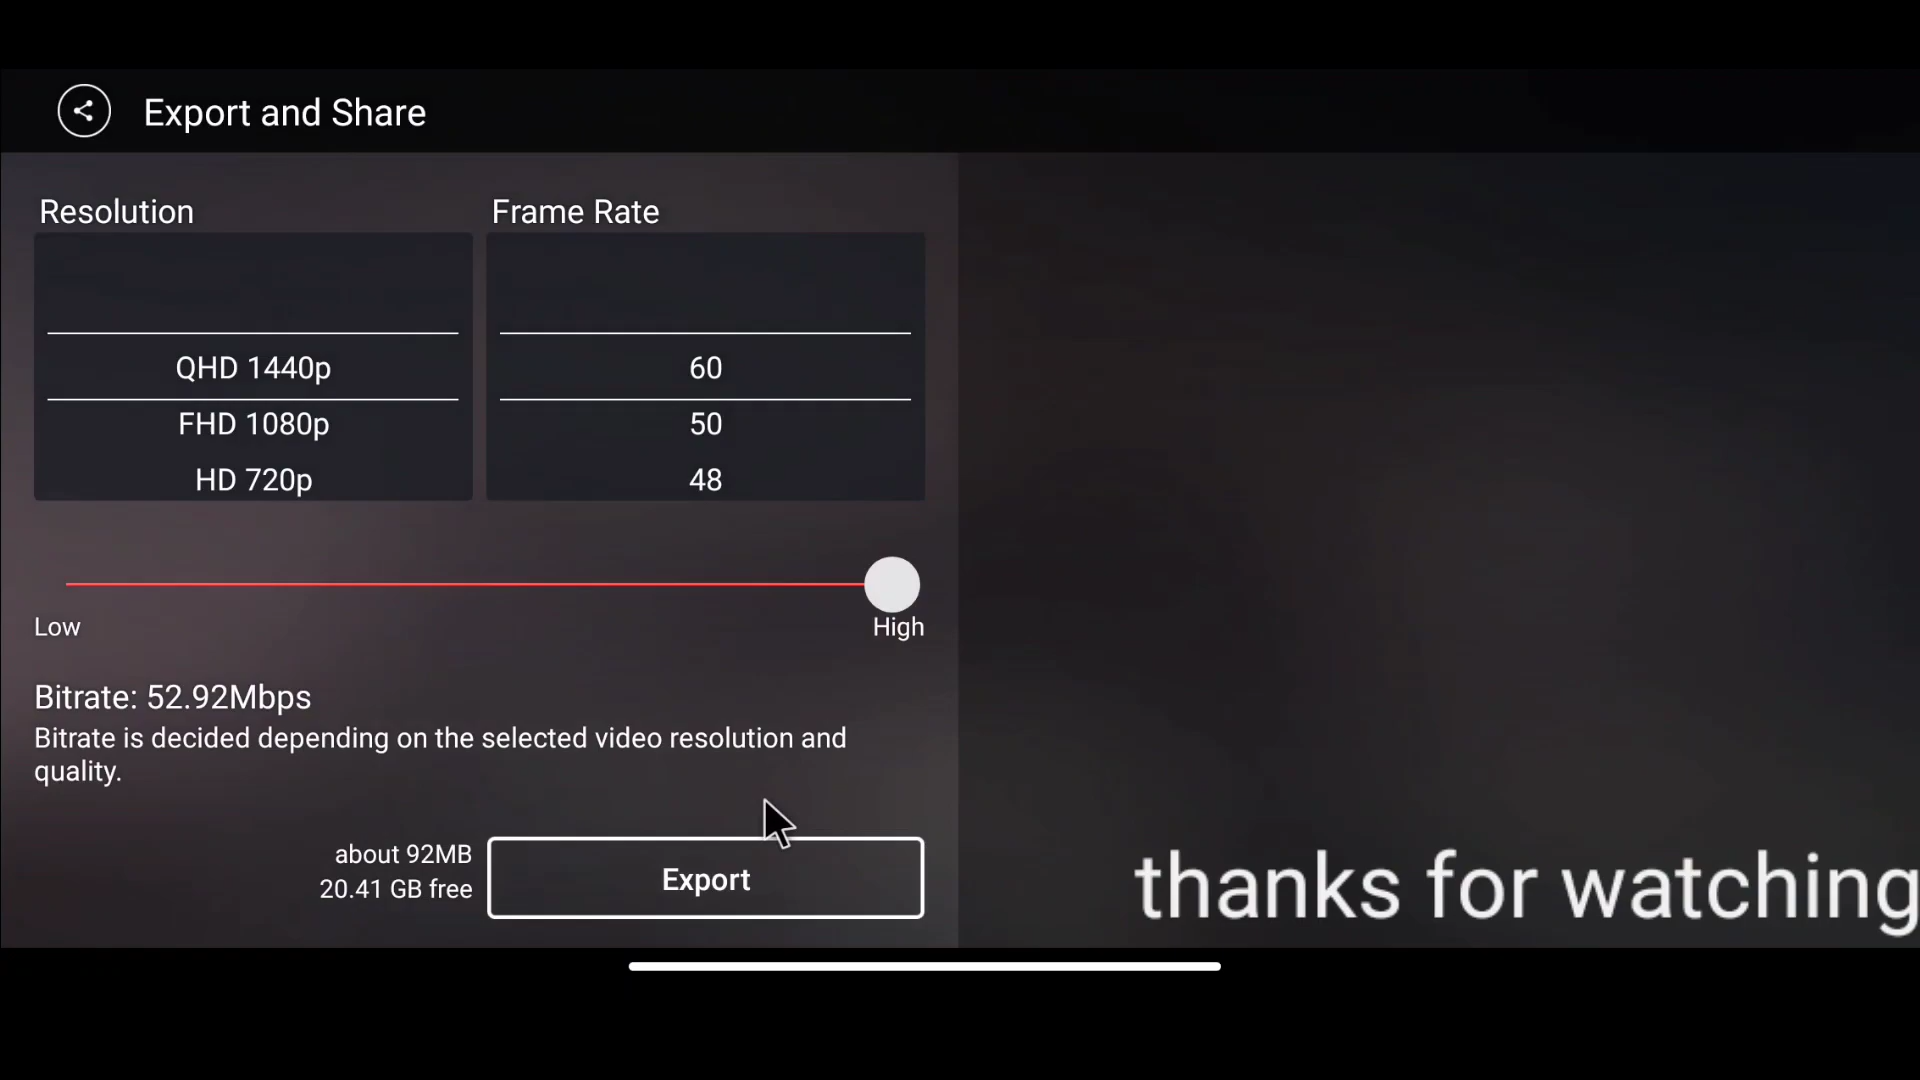 Export and Share
Resolution
Frame Rate
QHD 1440p
60
FHD 1080p
50
HD 720p
48
Low
High
Bitrate: 52.92Mbps
Bitrate is decided depending on the selected video resolution and
quality.
about 92MB
20.41 GB free
Export
thanks for watching